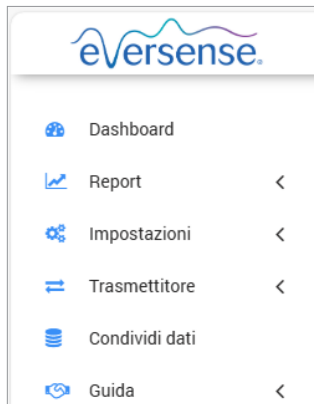 eversense.
Dashboard
Report
Impostazioni
Trasmettitore
Condividi dati
Guida